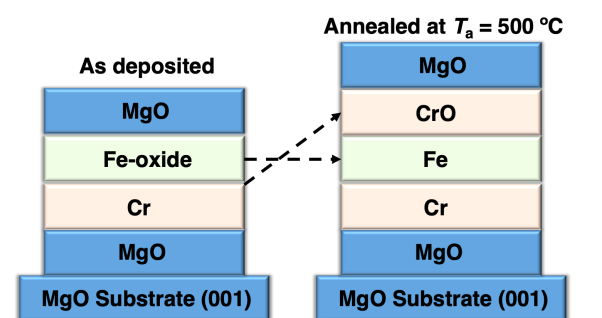 As deposited
MgO
Fe-oxide
Cr
MgO
MgO Substrate (001)
Annealed at Tₐ = 500 ºC
MgO
CrO
Fe
Cr
MgO
MgO Substrate (001)